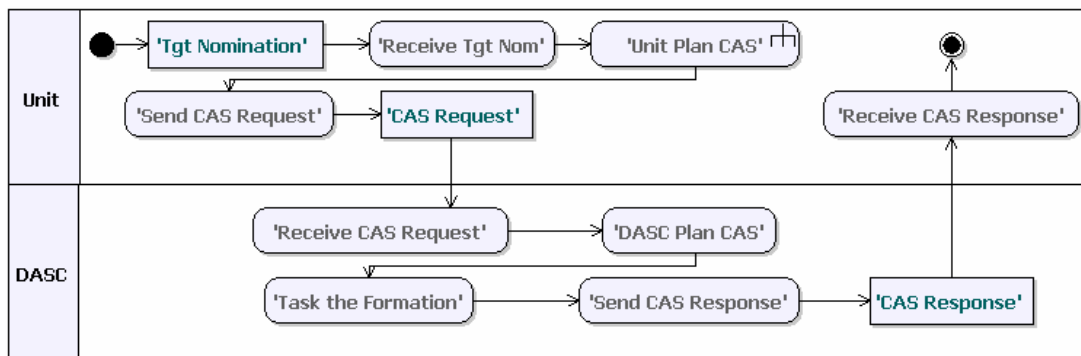 Unit
'Tgt Nomination'
'Receive Tgt Nom'
'Unit Plan CAS'
'Send CAS Request'
'CAS Request'
'Receive CAS Response'
DASC
'Receive CAS Request'
'DASC Plan CAS'
'Task the Formation'
'Send CAS Response'
'CAS Response'